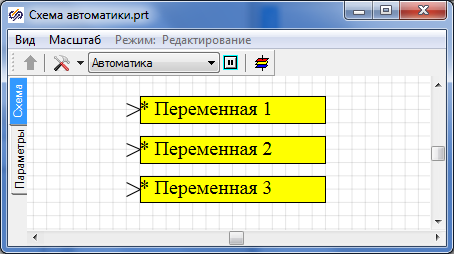 Схема автоматики.prt
Вид Масштаб Режим: Редактирование
Автоматика
Схема
Параметры
* Переменная 1
* Переменная 2
* Переменная 3